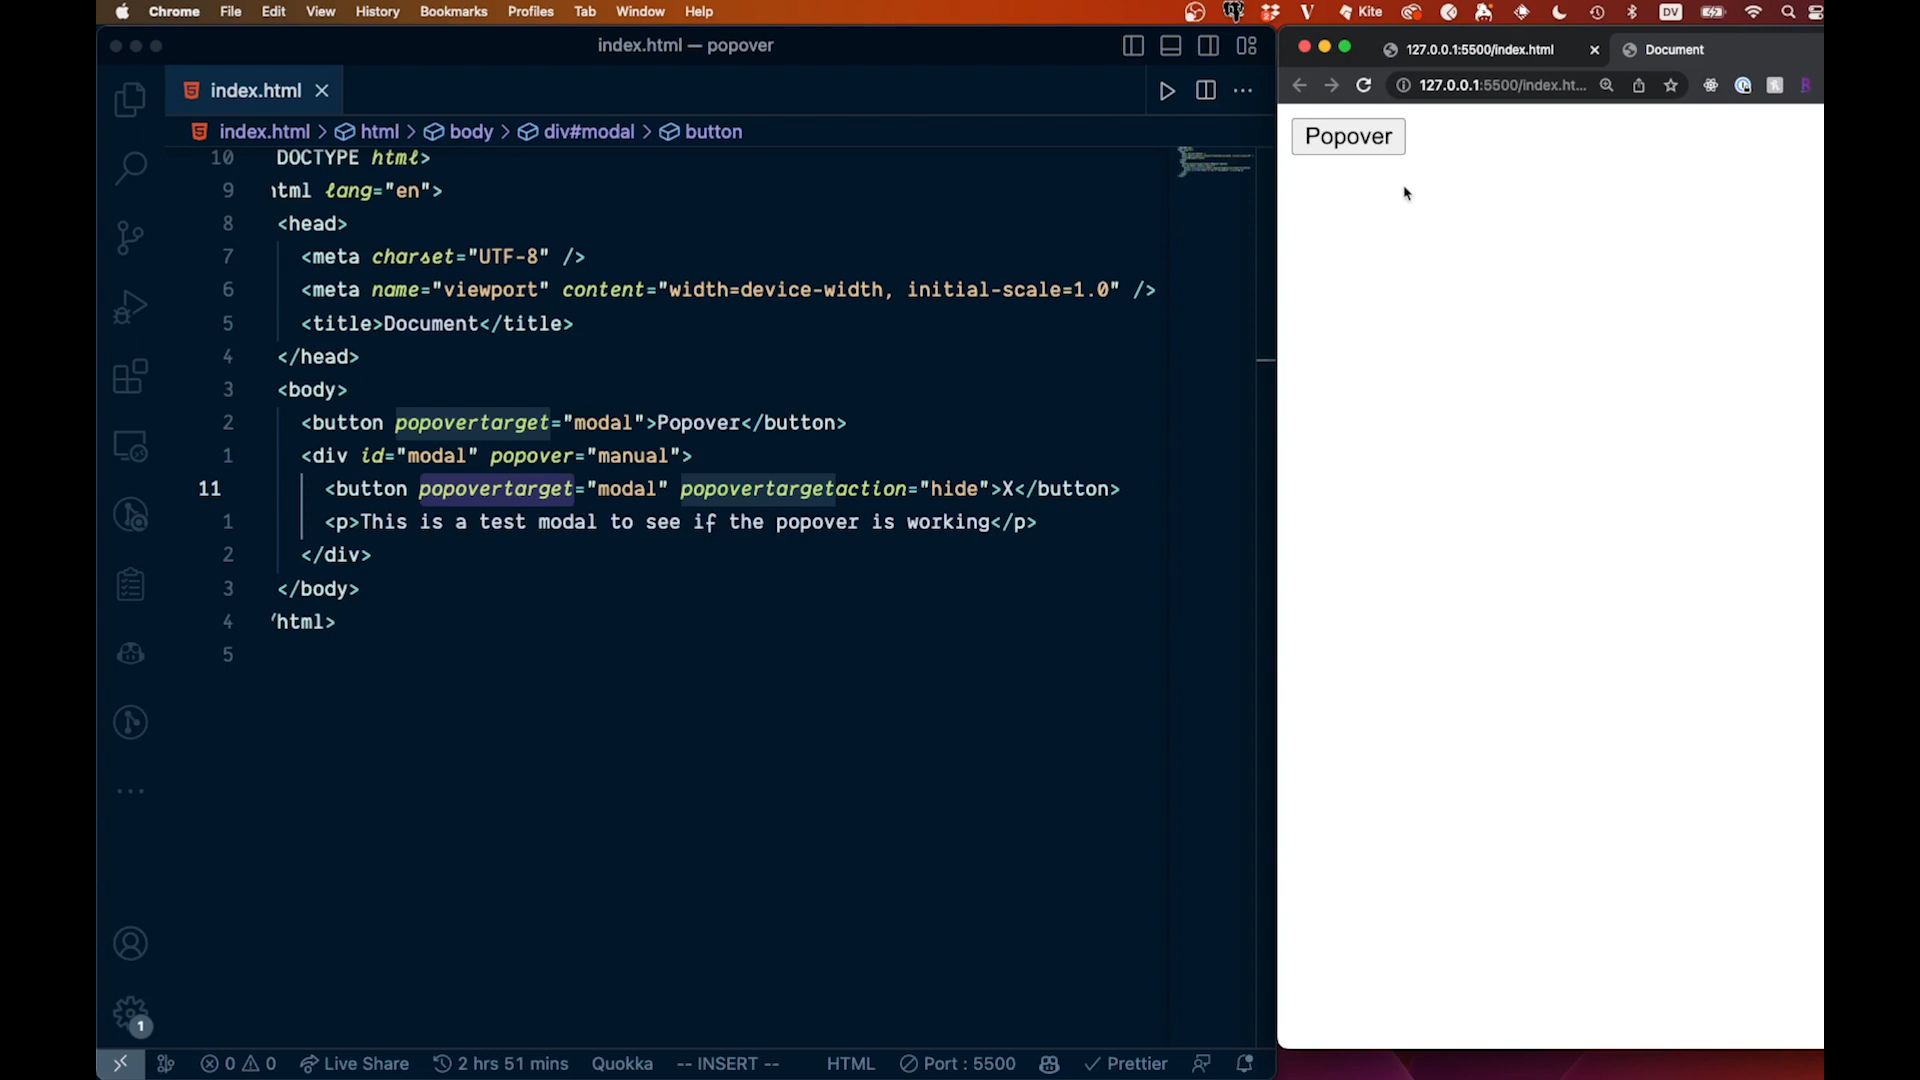 Chrome File Edit View History Bookmarks Profiles Tab Window Help
V Kite DV
index.html — popover
index.html
index.html > html > body > div#modal > button
10 DOCTYPE html>
9 html lang="en">
8 <head>
7 <meta charset="UTF-8" />
6 <meta name="viewport" content="width=device-width, initial-scale=1.0" />
5 <title>Document</title>
4 </head>
3 <body>
2 <button popovertarget="modal">Popover</button>
1 <div id="modal" popover="manual">
11 <button popovertarget="modal" popovertargetaction="hide">X</button>
1 <p>This is a test modal to see if the popover is working</p>
2 </div>
3 </body>
4 /html>
5
1
0 0 Live Share 2 hrs 51 mins Quokka -- INSERT -- HTML Port : 5500 Prettier
127.0.0.1:5500/index.html Document
127.0.0.1:5500/index.ht...
Popover